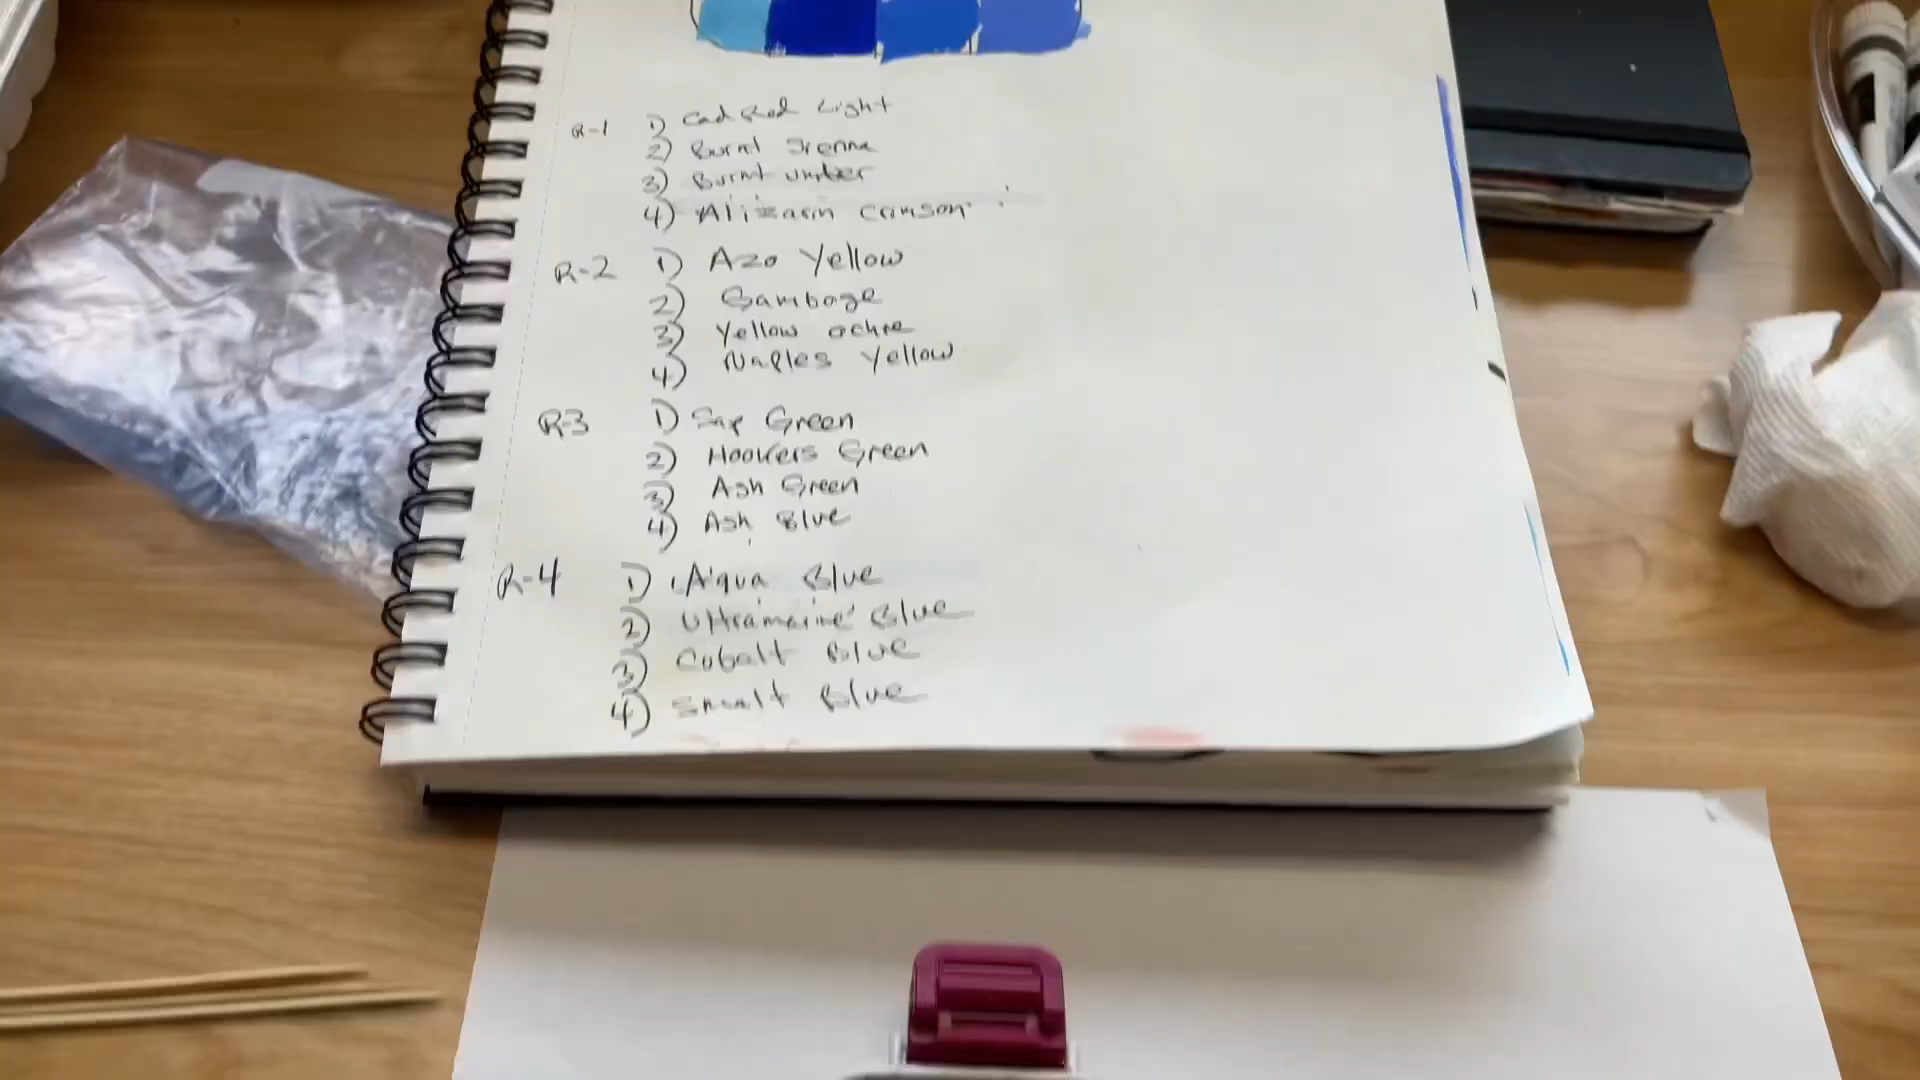 R-1 1) Cad Red Light
2) Burnt Sienna
3) Burnt umber
4) Alizarin crimson
R-2 1) Azo Yellow
2) Gamboge
3) Yellow ochre
4) Naples Yellow
R-3 1) Sap Green
2) Hookers Green
3) Ash Green
4) Ash Blue
R-4 1) Aqua Blue
2) Ultramarine Blue
3) Cobalt Blue
4) Smalt Blue